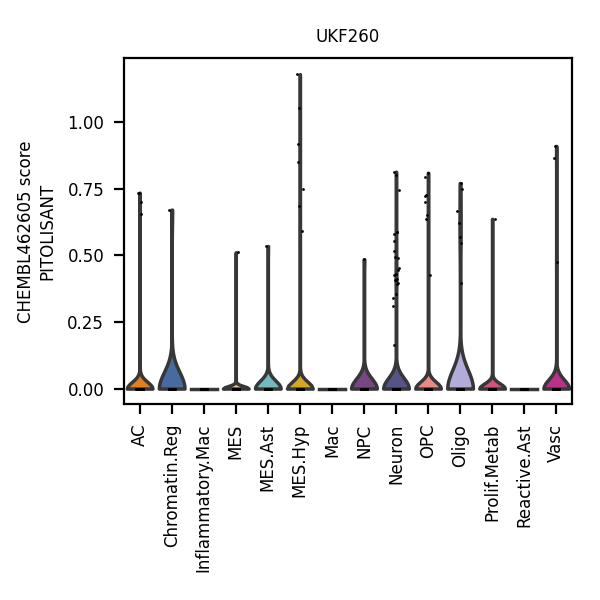 UKF260
CHEMBL462605 score
PITOLISANT
1.00
0.75
0.50
0.25
0.00
AC
Chromatin.Reg
Inflammatory.Mac
MES
MES.Ast
MES.Hyp
Mac
NPC
Neuron
OPC
Oligo
Prolif.Metab
Reactive.Ast
Vasc